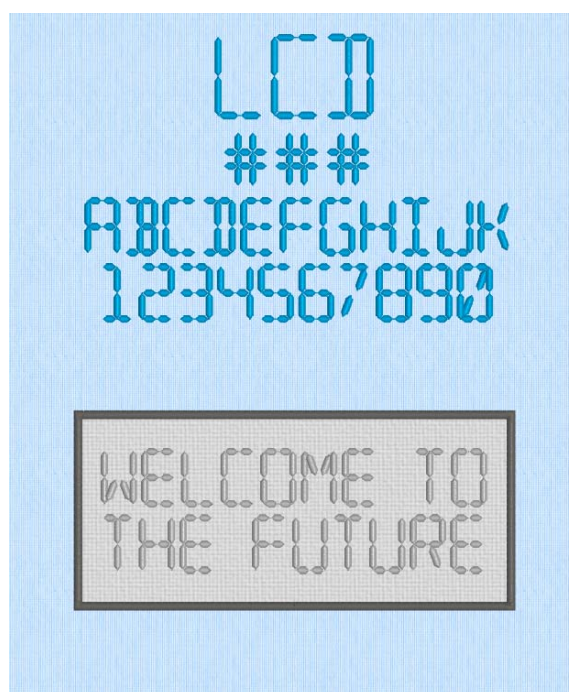 LCD
###
ABCDEFGHIJK
1234567890
WELCOME TO
THE FUTURE